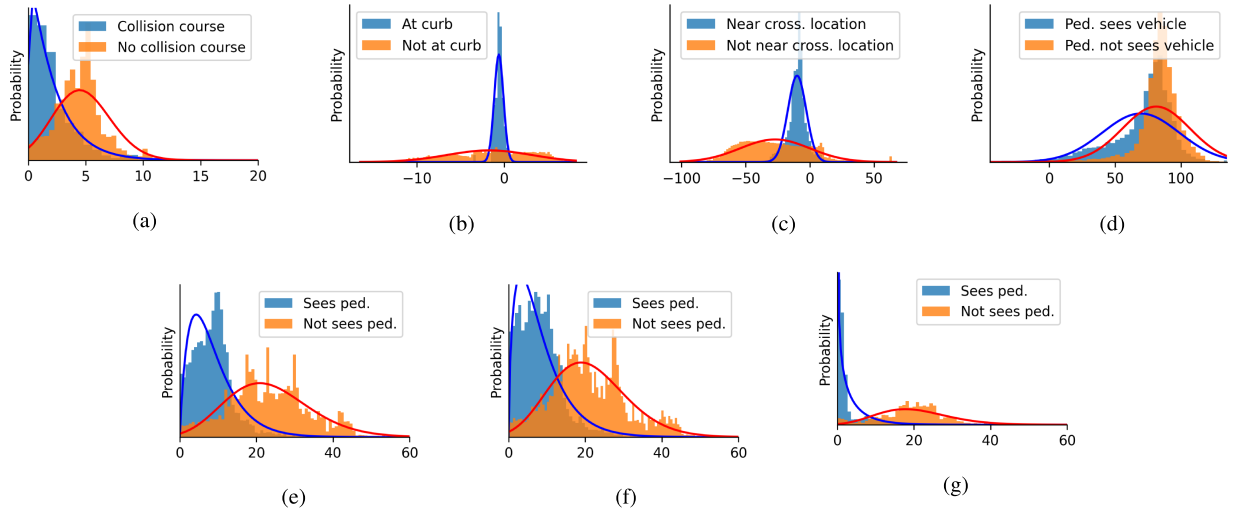 Probability
Collision course
No collision course
0 5 10 15 20
(a)
Probability
At curb
Not at curb
−10 0
(b)
Probability
Near cross. location
Not near cross. location
−100 −50 0 50
(c)
Probability
Ped. sees vehicle
Ped. not sees vehicle
0 50 100
(d)
Probability
Sees ped.
Not sees ped.
0 20 40 60
(e)
Probability
Sees ped.
Not sees ped.
0 20 40 60
(f)
Probability
Sees ped.
Not sees ped.
0 20 40 60
(g)